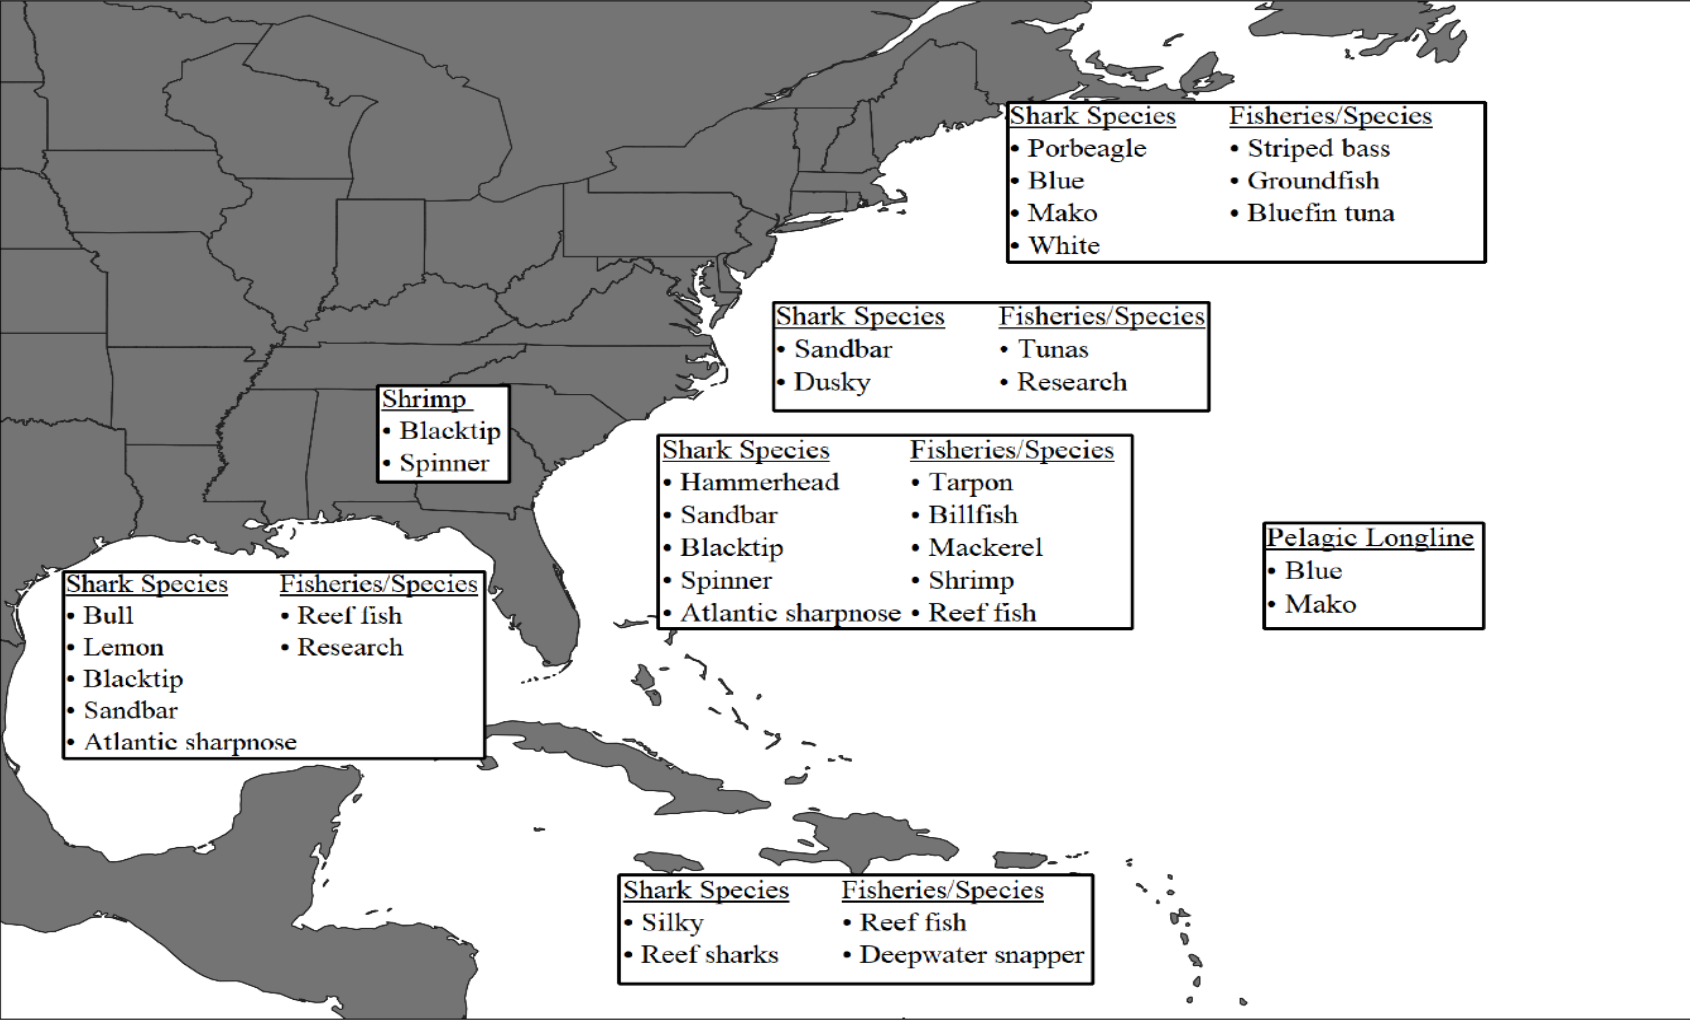 Shark Species Fisheries/Species
• Porbeagle • Striped bass
• Blue • Groundfish
• Mako • Bluefin tuna
• White
Shark Species Fisheries/Species
• Sandbar • Tunas
• Dusky • Research
Shrimp
• Blacktip
• Spinner
Shark Species Fisheries/Species
• Hammerhead • Tarpon
• Sandbar • Billfish
• Blacktip • Mackerel
• Spinner • Shrimp
• Atlantic sharpnose • Reef fish
Pelagic Longline
• Blue
• Mako
Shark Species Fisheries/Species
• Bull • Reef fish
• Lemon • Research
• Blacktip
• Sandbar
• Atlantic sharpnose
Shark Species Fisheries/Species
• Silky • Reef fish
• Reef sharks • Deepwater snapper